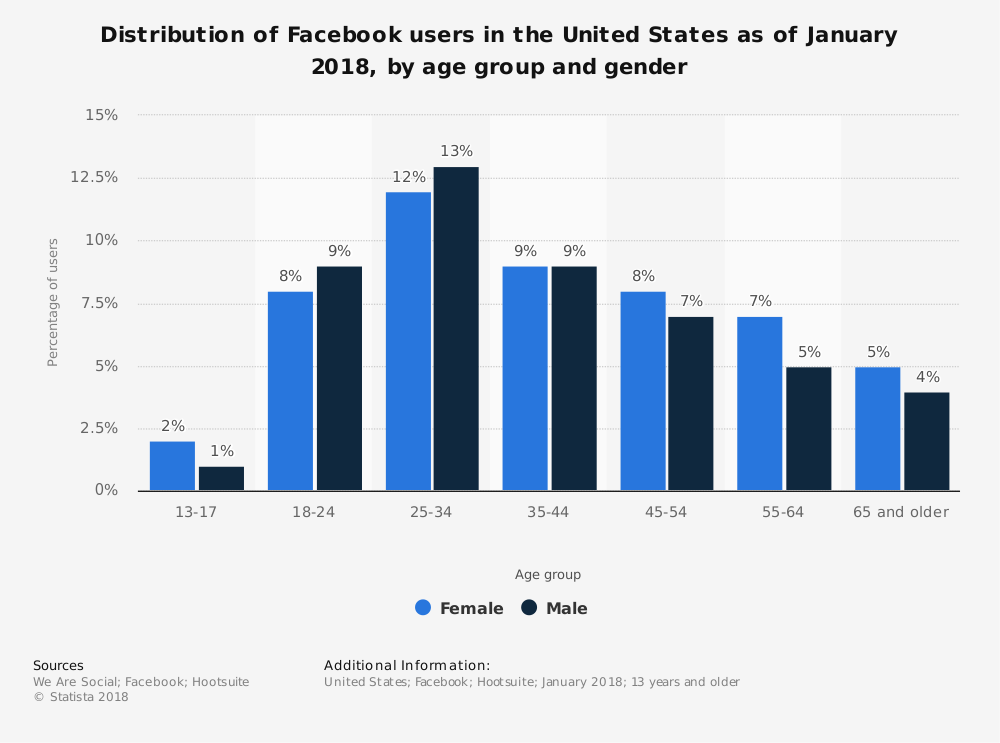 Distribution of Facebook users in the United States as of January
2018, by age group and gender
15%
12.5%
10%
7.5%
5%
2.5%
0%
Percentage of users
2%
1%
8%
9%
12%
13%
9%
9%
8%
7%
7%
5%
5%
4%
13-17
18-24
25-34
35-44
45-54
55-64
65 and older
Age group
Female
Male
Sources
We Are Social; Facebook; Hootsuite
© Statista 2018
Additional Information:
United States; Facebook; Hootsuite; January 2018; 13 years and older